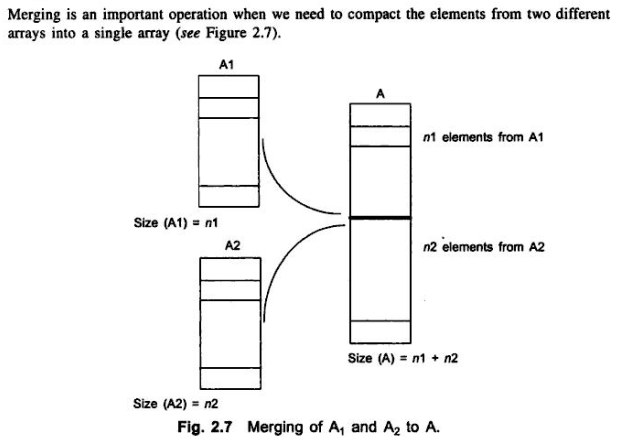 Merging is an important operation when we need to compact the elements from two different
arrays into a single array (see Figure 2.7).
A1
A
n1 elements from A1
Size (A1) = n1
A2
n2 elements from A2
Size (A) = n1 + n2
Size (A2) = n2
Fig. 2.7 Merging of A₁ and A₂ to A.